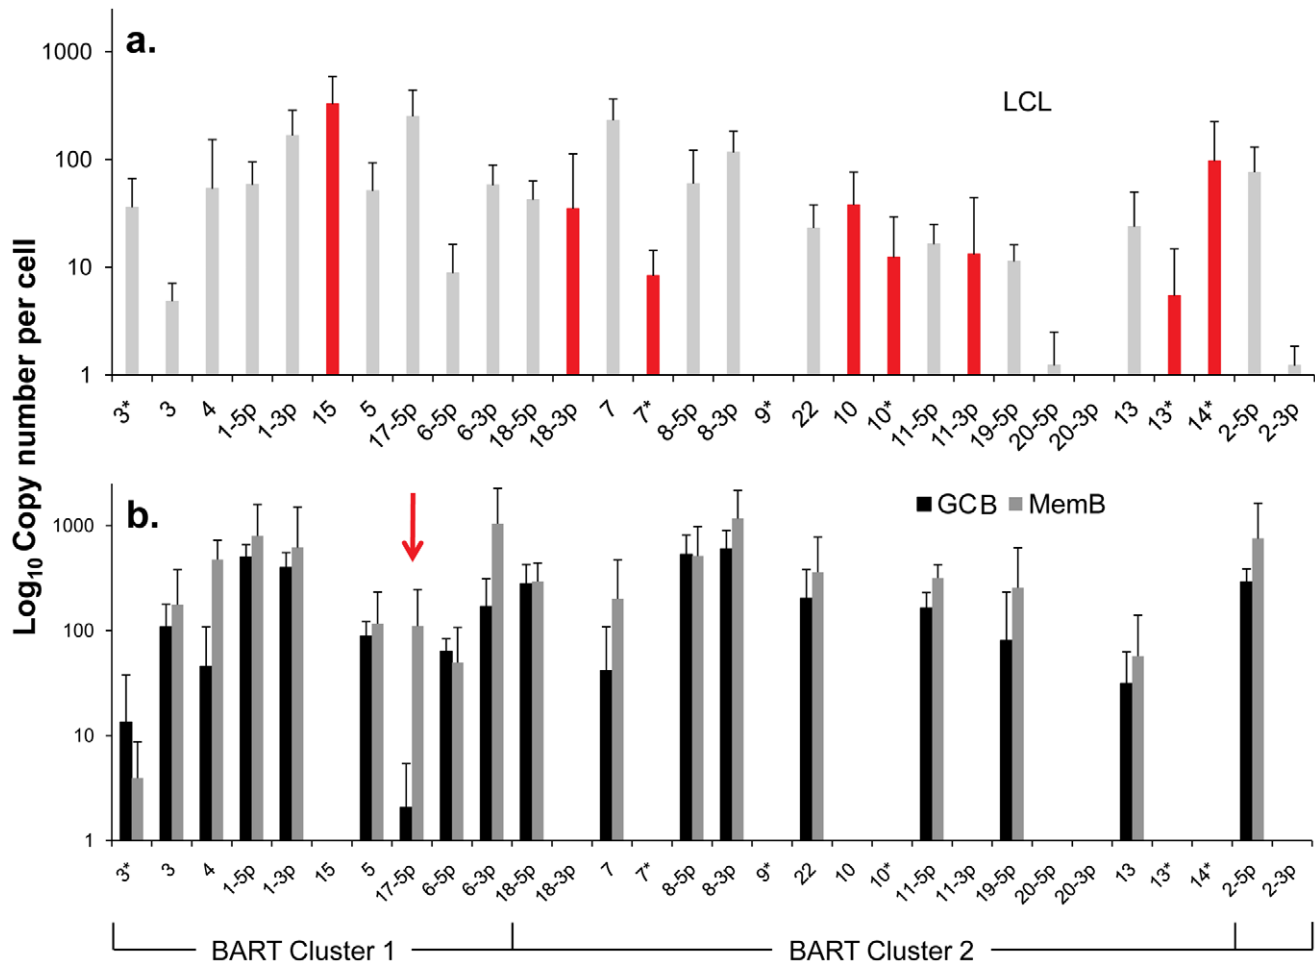 a.
LCL
1000
100
10
1
3* 3 4 1-5p 1-3p 15 5 17-5p 6-5p 6-3p 18-5p 18-3p 7 7* 8-5p 8-3p 9* 22 10 10* 11-5p 11-3p 19-5p 20-5p 20-3p 13 13* 14* 2-5p 2-3p
Log10 Copy number per cell
b.
GCB MemB
1000
100
10
1
3* 3 4 1-5p 1-3p 15 5 17-5p 6-5p 6-3p 18-5p 18-3p 7 7* 8-5p 8-3p 9* 22 10 10* 11-5p 11-3p 19-5p 20-5p 20-3p 13 13* 14* 2-5p 2-3p
BART Cluster 1 BART Cluster 2